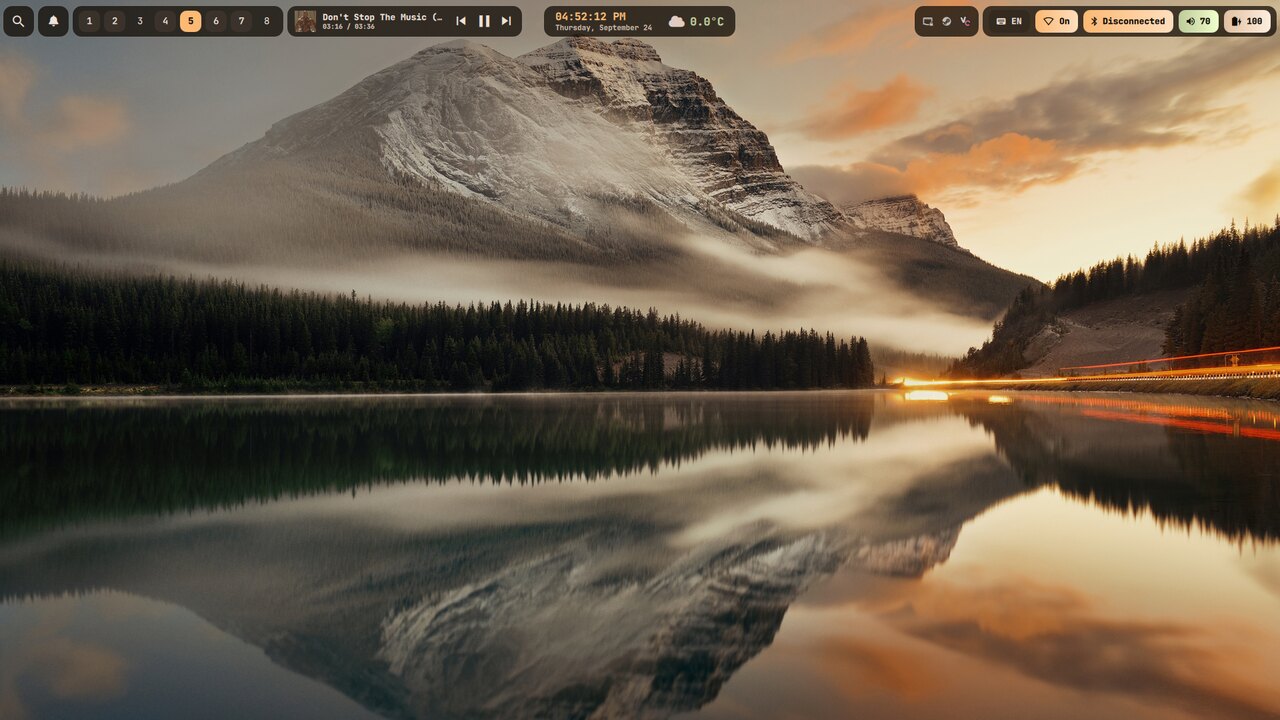 1 2 3 4 5 6 7 8
Don't Stop The Music (…
03:16 / 03:36
04:52:12 PM
Thursday, September 24
0.0°C
EN
On
Disconnected
70
100